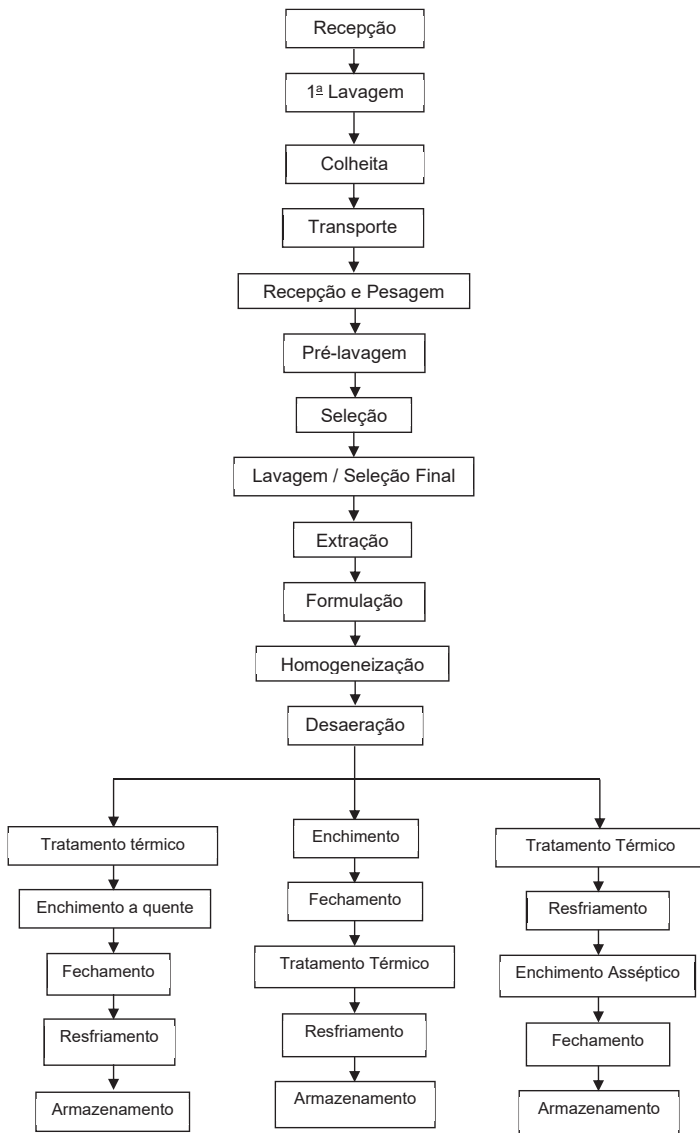 Recepção
1ª Lavagem
Colheita
Transporte
Recepção e Pesagem
Pré-lavagem
Seleção
Lavagem / Seleção Final
Extração
Formulação
Homogeneização
Desaeração
Tratamento térmico
Enchimento a quente
Fechamento
Resfriamento
Armazenamento
Enchimento
Fechamento
Tratamento Térmico
Resfriamento
Armazenamento
Tratamento Térmico
Resfriamento
Enchimento Asséptico
Fechamento
Armazenamento